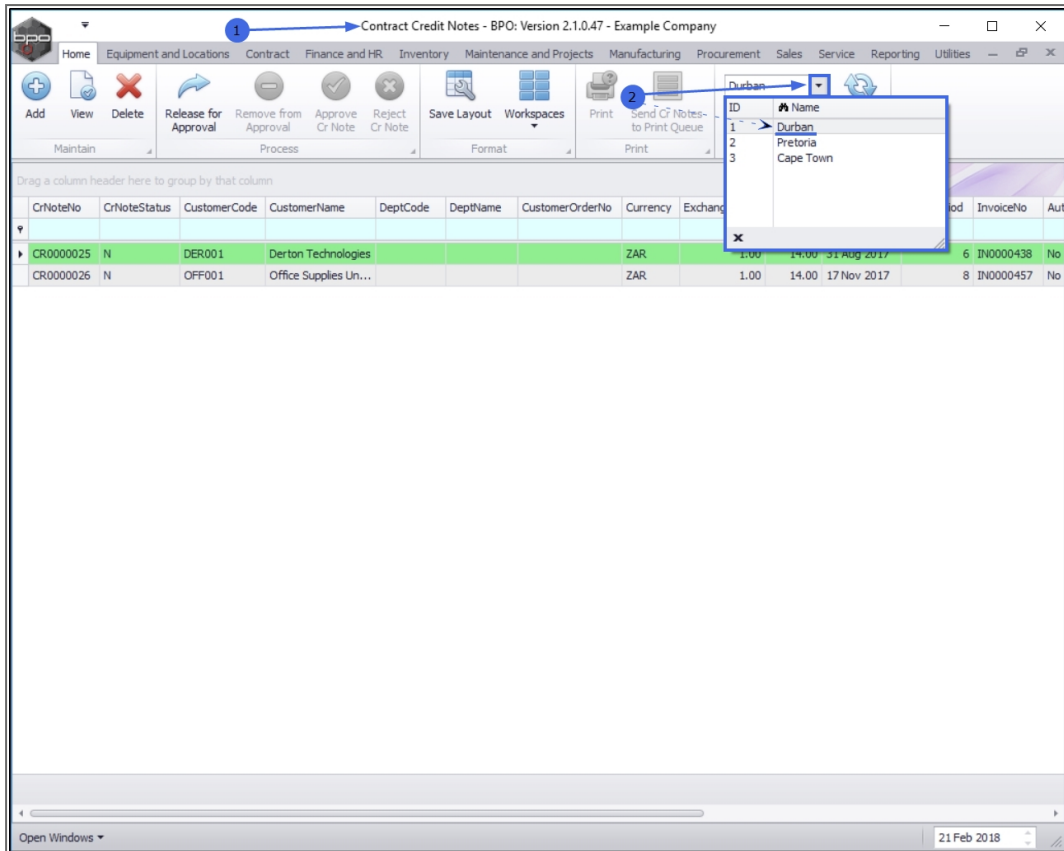 1
Contract Credit Notes - BPO: Version 2.1.0.47 - Example Company
bpo
Home Equipment and Locations Contract Finance and HR Inventory Maintenance and Projects Manufacturing Procurement Sales Service Reporting Utilities
Add View Delete Release for Approval Remove from Approval Approve Cr Note Reject Cr Note Save Layout Workspaces Print Send Cr Notes to Print Queue
Durban
2
Maintain Process Format Print
ID Name
1 Durban
2 Pretoria
3 Cape Town
Drag a column header here to group by that column
CrNoteNo CrNoteStatus CustomerCode CustomerName DeptCode DeptName CustomerOrderNo Currency Exchang iod InvoiceNo Aut
CR0000025 N DER001 Derton Technologies ZAR 1.00 14.00 31 Aug 2017 6 IN0000438 No
CR0000026 N OFF001 Office Supplies Un... ZAR 1.00 14.00 17 Nov 2017 8 IN0000457 No
Open Windows
21 Feb 2018